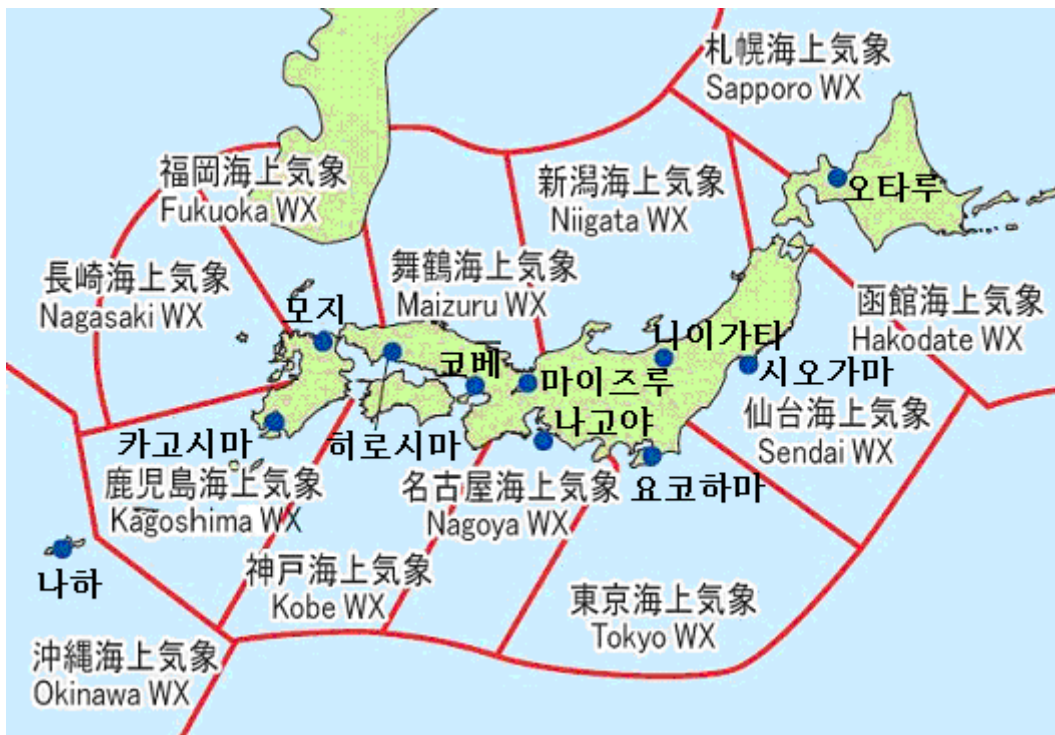 札幌海上気象
Sapporo WX
福岡海上気象
Fukuoka WX
新潟海上気象
Niigata WX
오타루
長崎海上気象
Nagasaki WX
舞鶴海上気象
Maizuru WX
函館海上気象
Hakodate WX
모지
니이가타
코베
마이즈루
시오가마
나고야
仙台海上気象
Sendai WX
카고시마
히로시마
요코하마
鹿児島海上気象
Kagoshima WX
名古屋海上気象
Nagoya WX
나하
神戸海上気象
Kobe WX
東京海上気象
Tokyo WX
沖縄海上気象
Okinawa WX